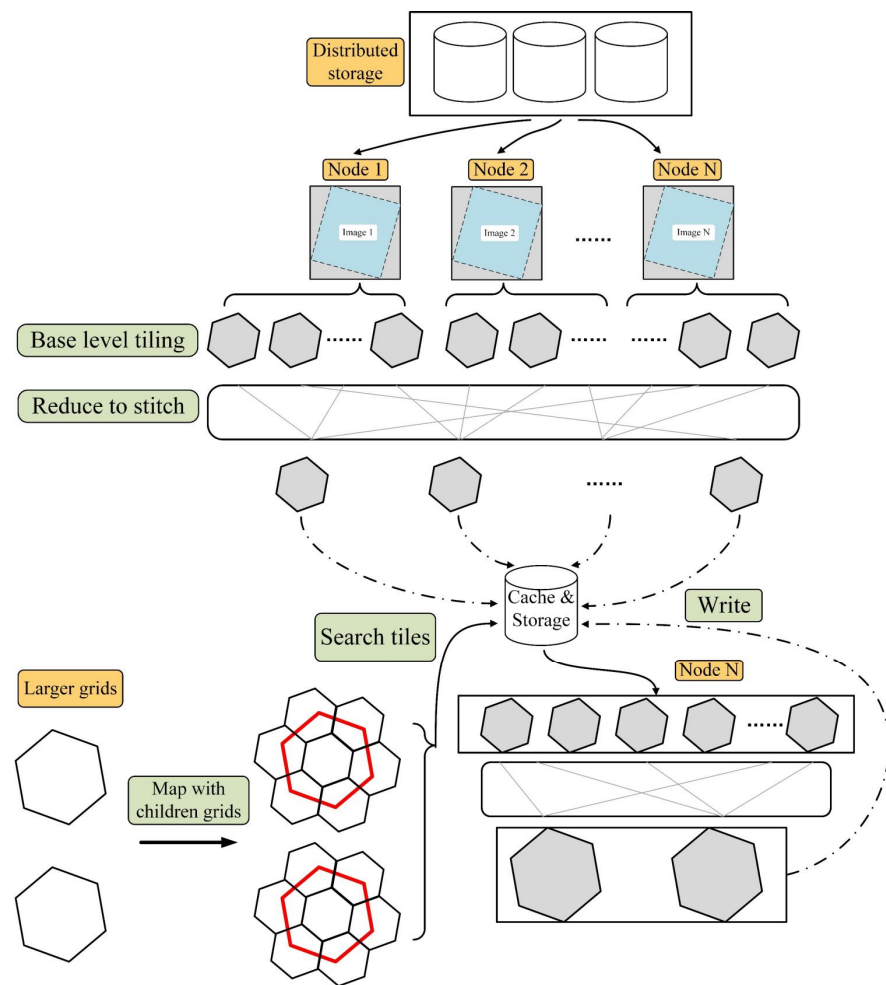 Distributed
storage
Node 1
Node 2
Node N
Image 1
Image 2
......
Image N
Base level tiling
......
......
......
Reduce to stitch
......
Cache &
Storage
Write
Search tiles
Node N
Larger grids
......
Map with
children grids